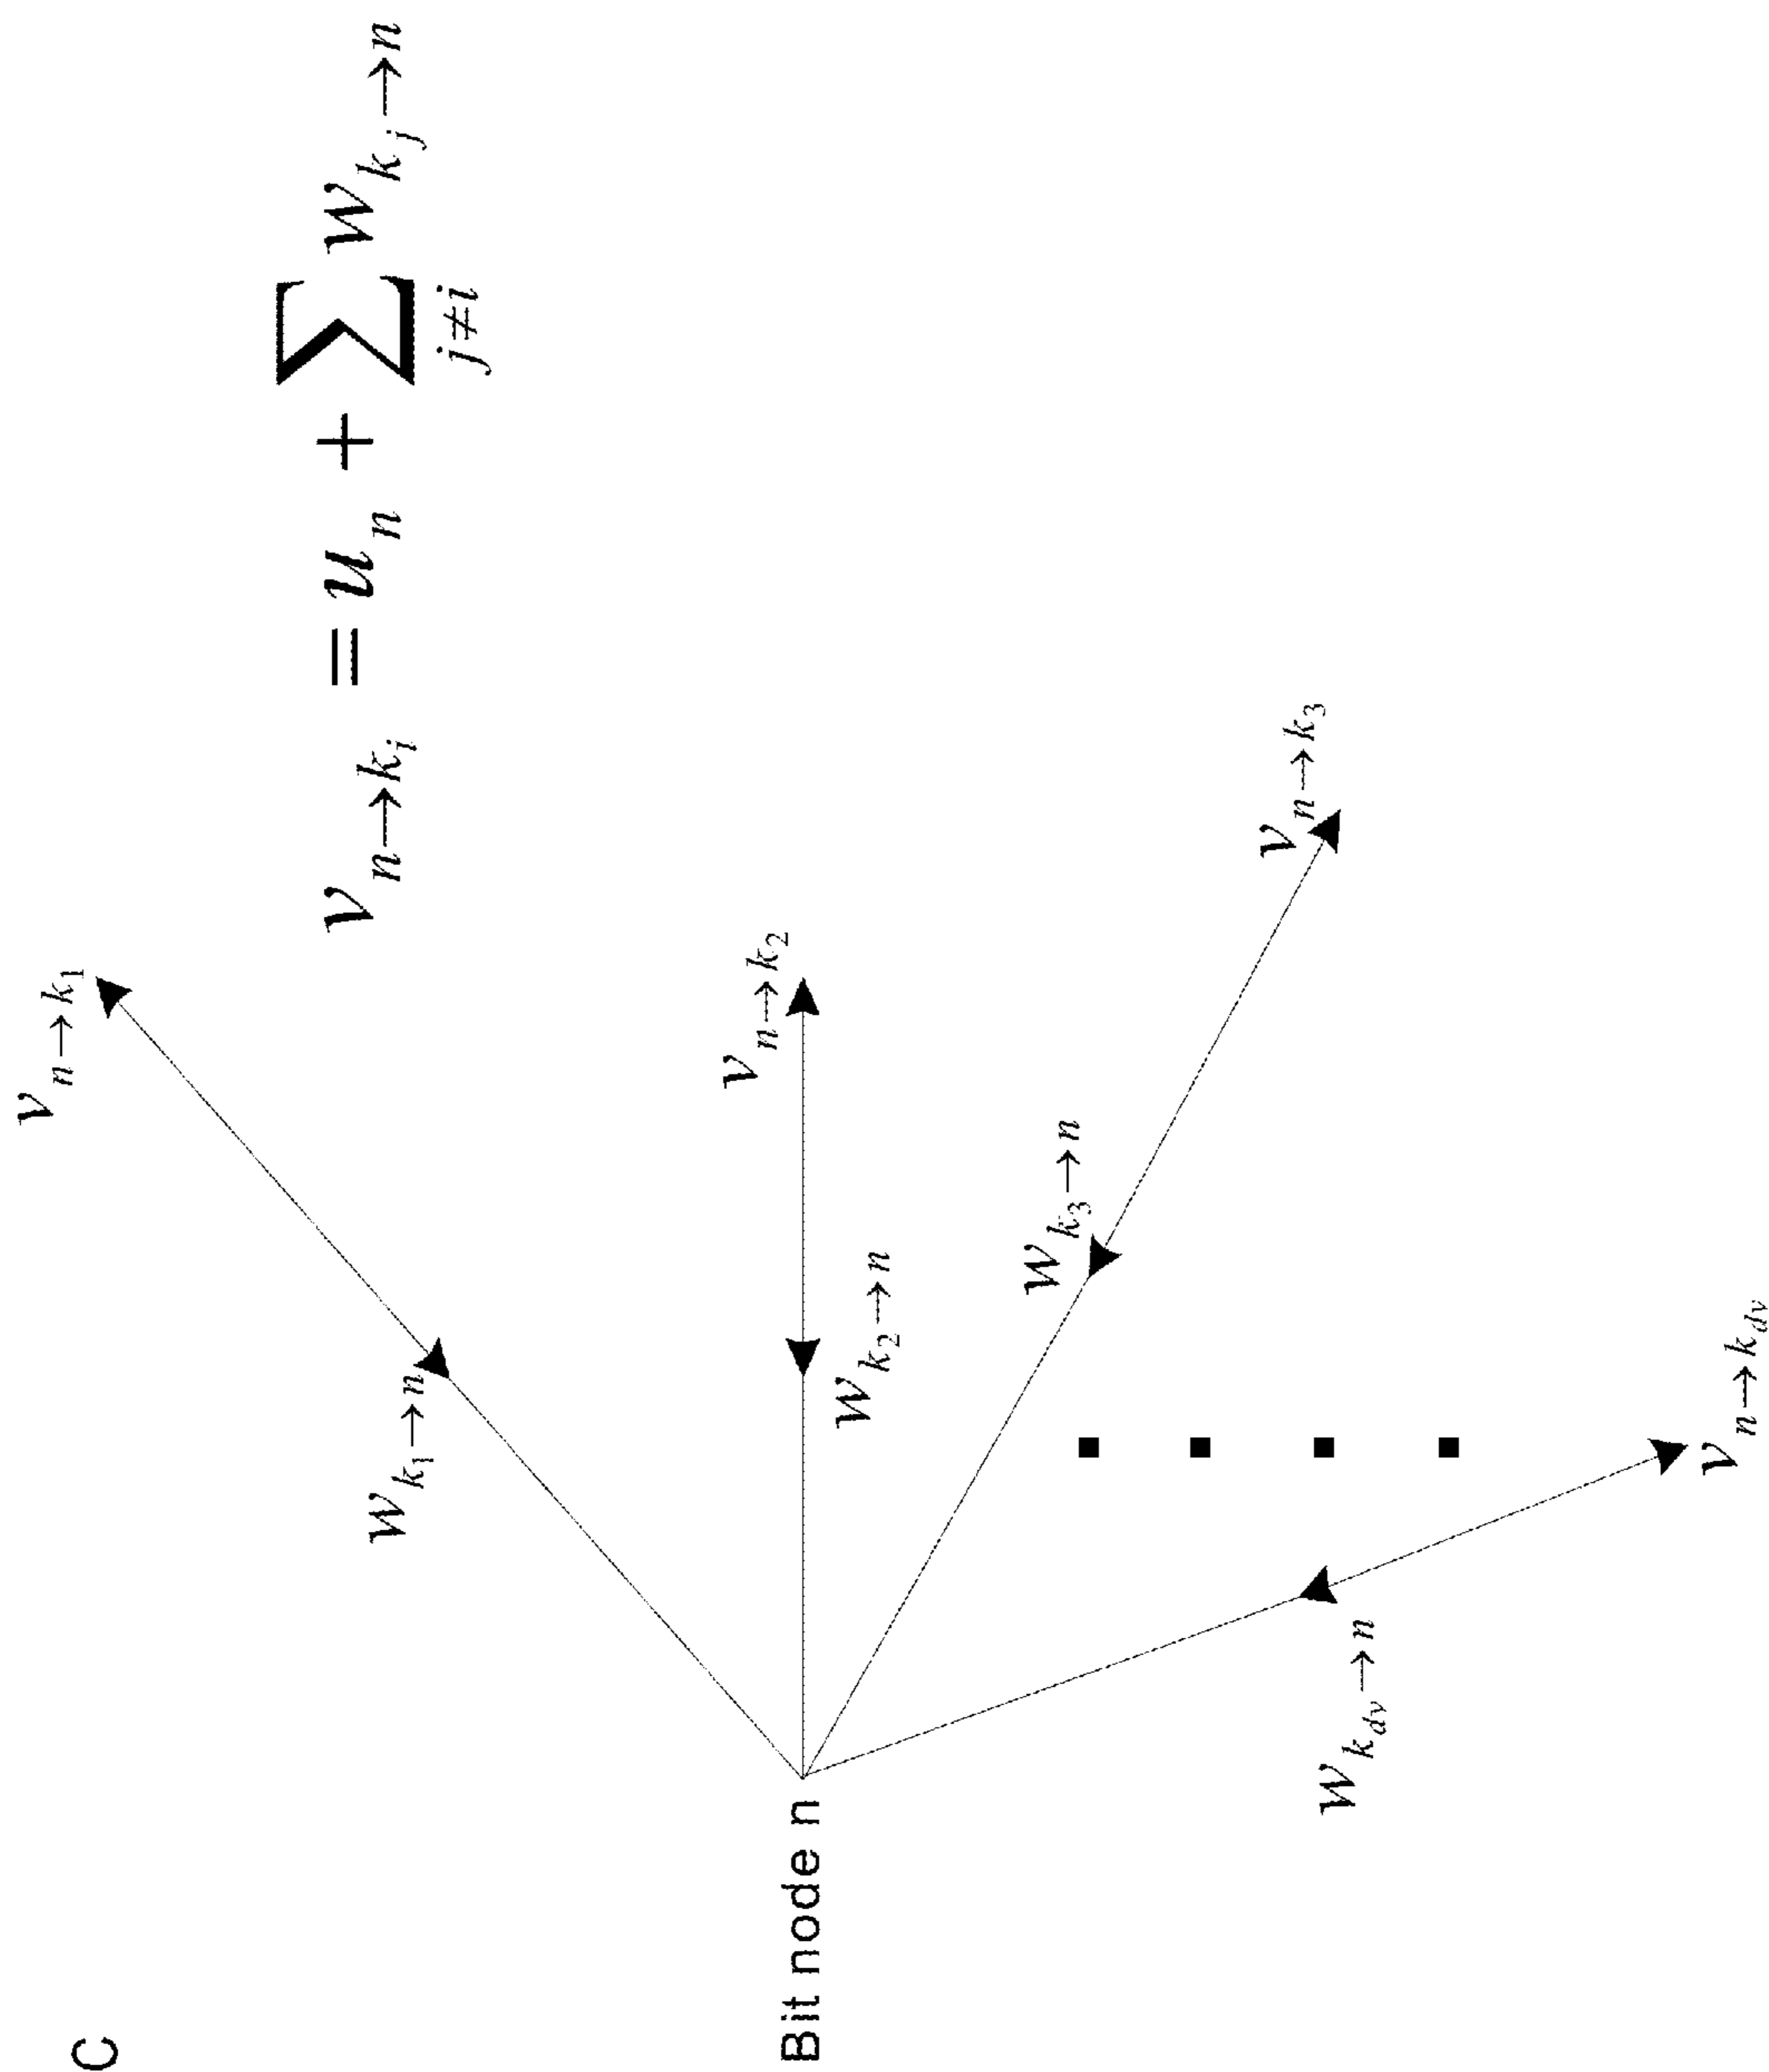 C
v_{n→k_1}
w_{k_1→n}
v_{n→k_i} = u_n + ∑_{j≠i} w_{k_j→n}
v_{n→k_2}
Bit node n
w_{k_2→n}
w_{k_3→n}
v_{n→k_3}
w_{k_{dv}→n}
v_{n→k_{dv}}